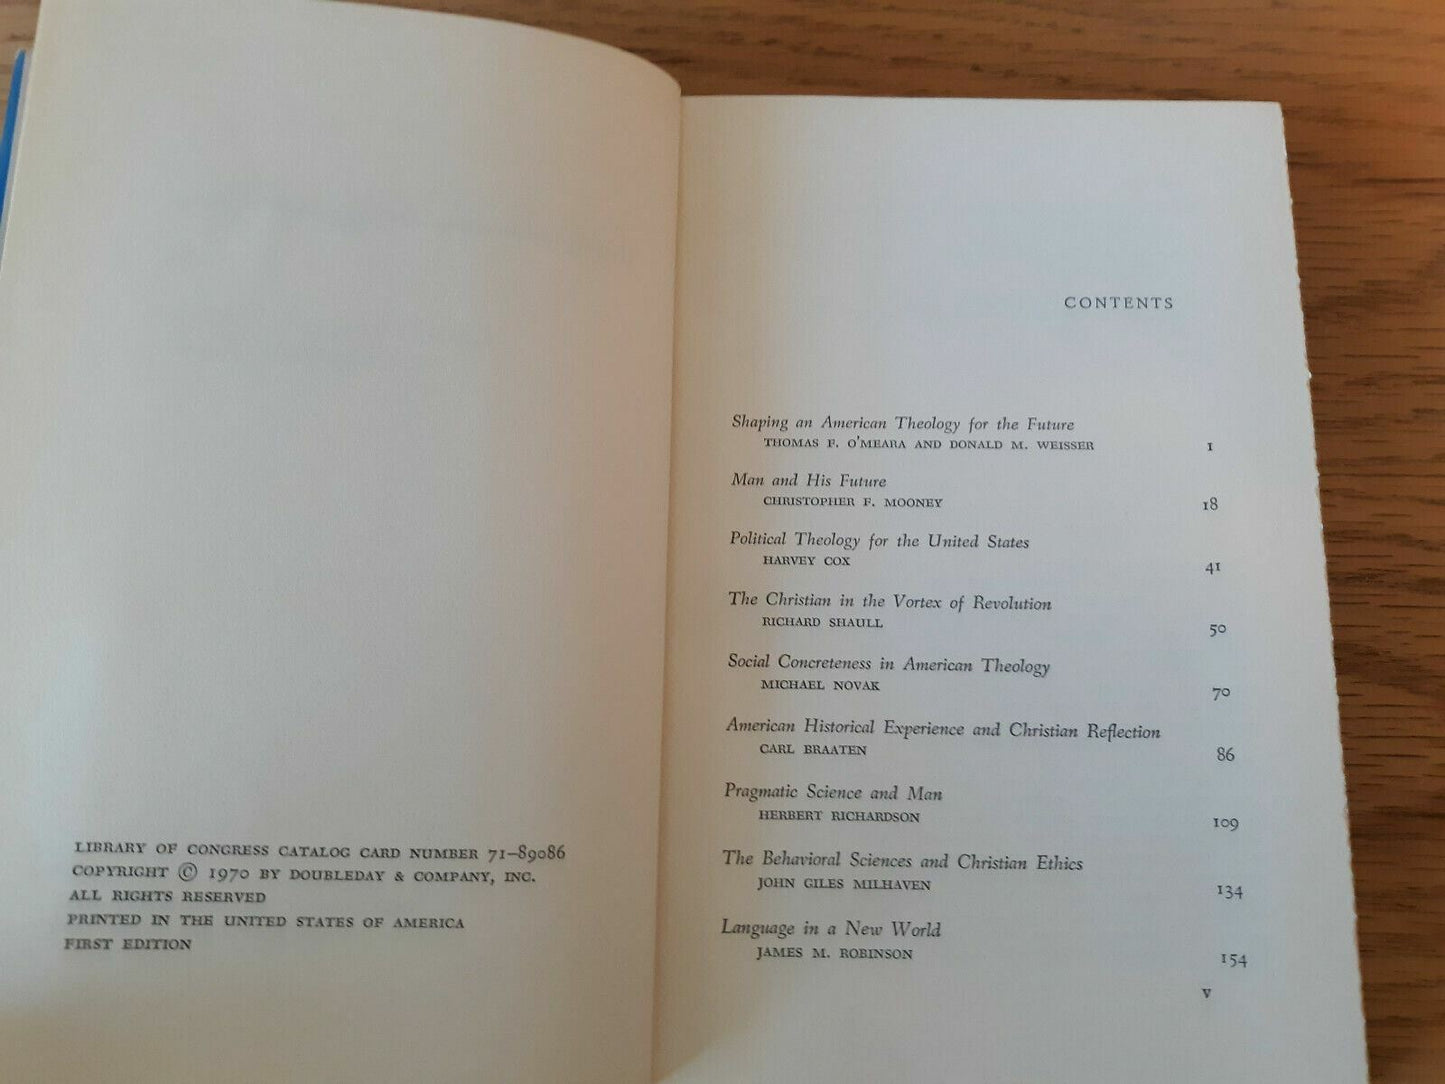 LIBRARY OF CONGRESS CATALOG CARD NUMBER 71–89086
COPYRIGHT © 1970 BY DOUBLEDAY & COMPANY, INC.
ALL RIGHTS RESERVED
PRINTED IN THE UNITED STATES OF AMERICA
FIRST EDITION
CONTENTS
Shaping an American Theology for the Future
THOMAS F. O'MEARA AND DONALD M. WEISSER 1
Man and His Future
CHRISTOPHER F. MOONEY 18
Political Theology for the United States
HARVEY COX 41
The Christian in the Vortex of Revolution
RICHARD SHAULL 50
Social Concreteness in American Theology
MICHAEL NOVAK 70
American Historical Experience and Christian Reflection
CARL BRAATEN 86
Pragmatic Science and Man
HERBERT RICHARDSON 109
The Behavioral Sciences and Christian Ethics
JOHN GILES MILHAVEN 134
Language in a New World
JAMES M. ROBINSON 154
v